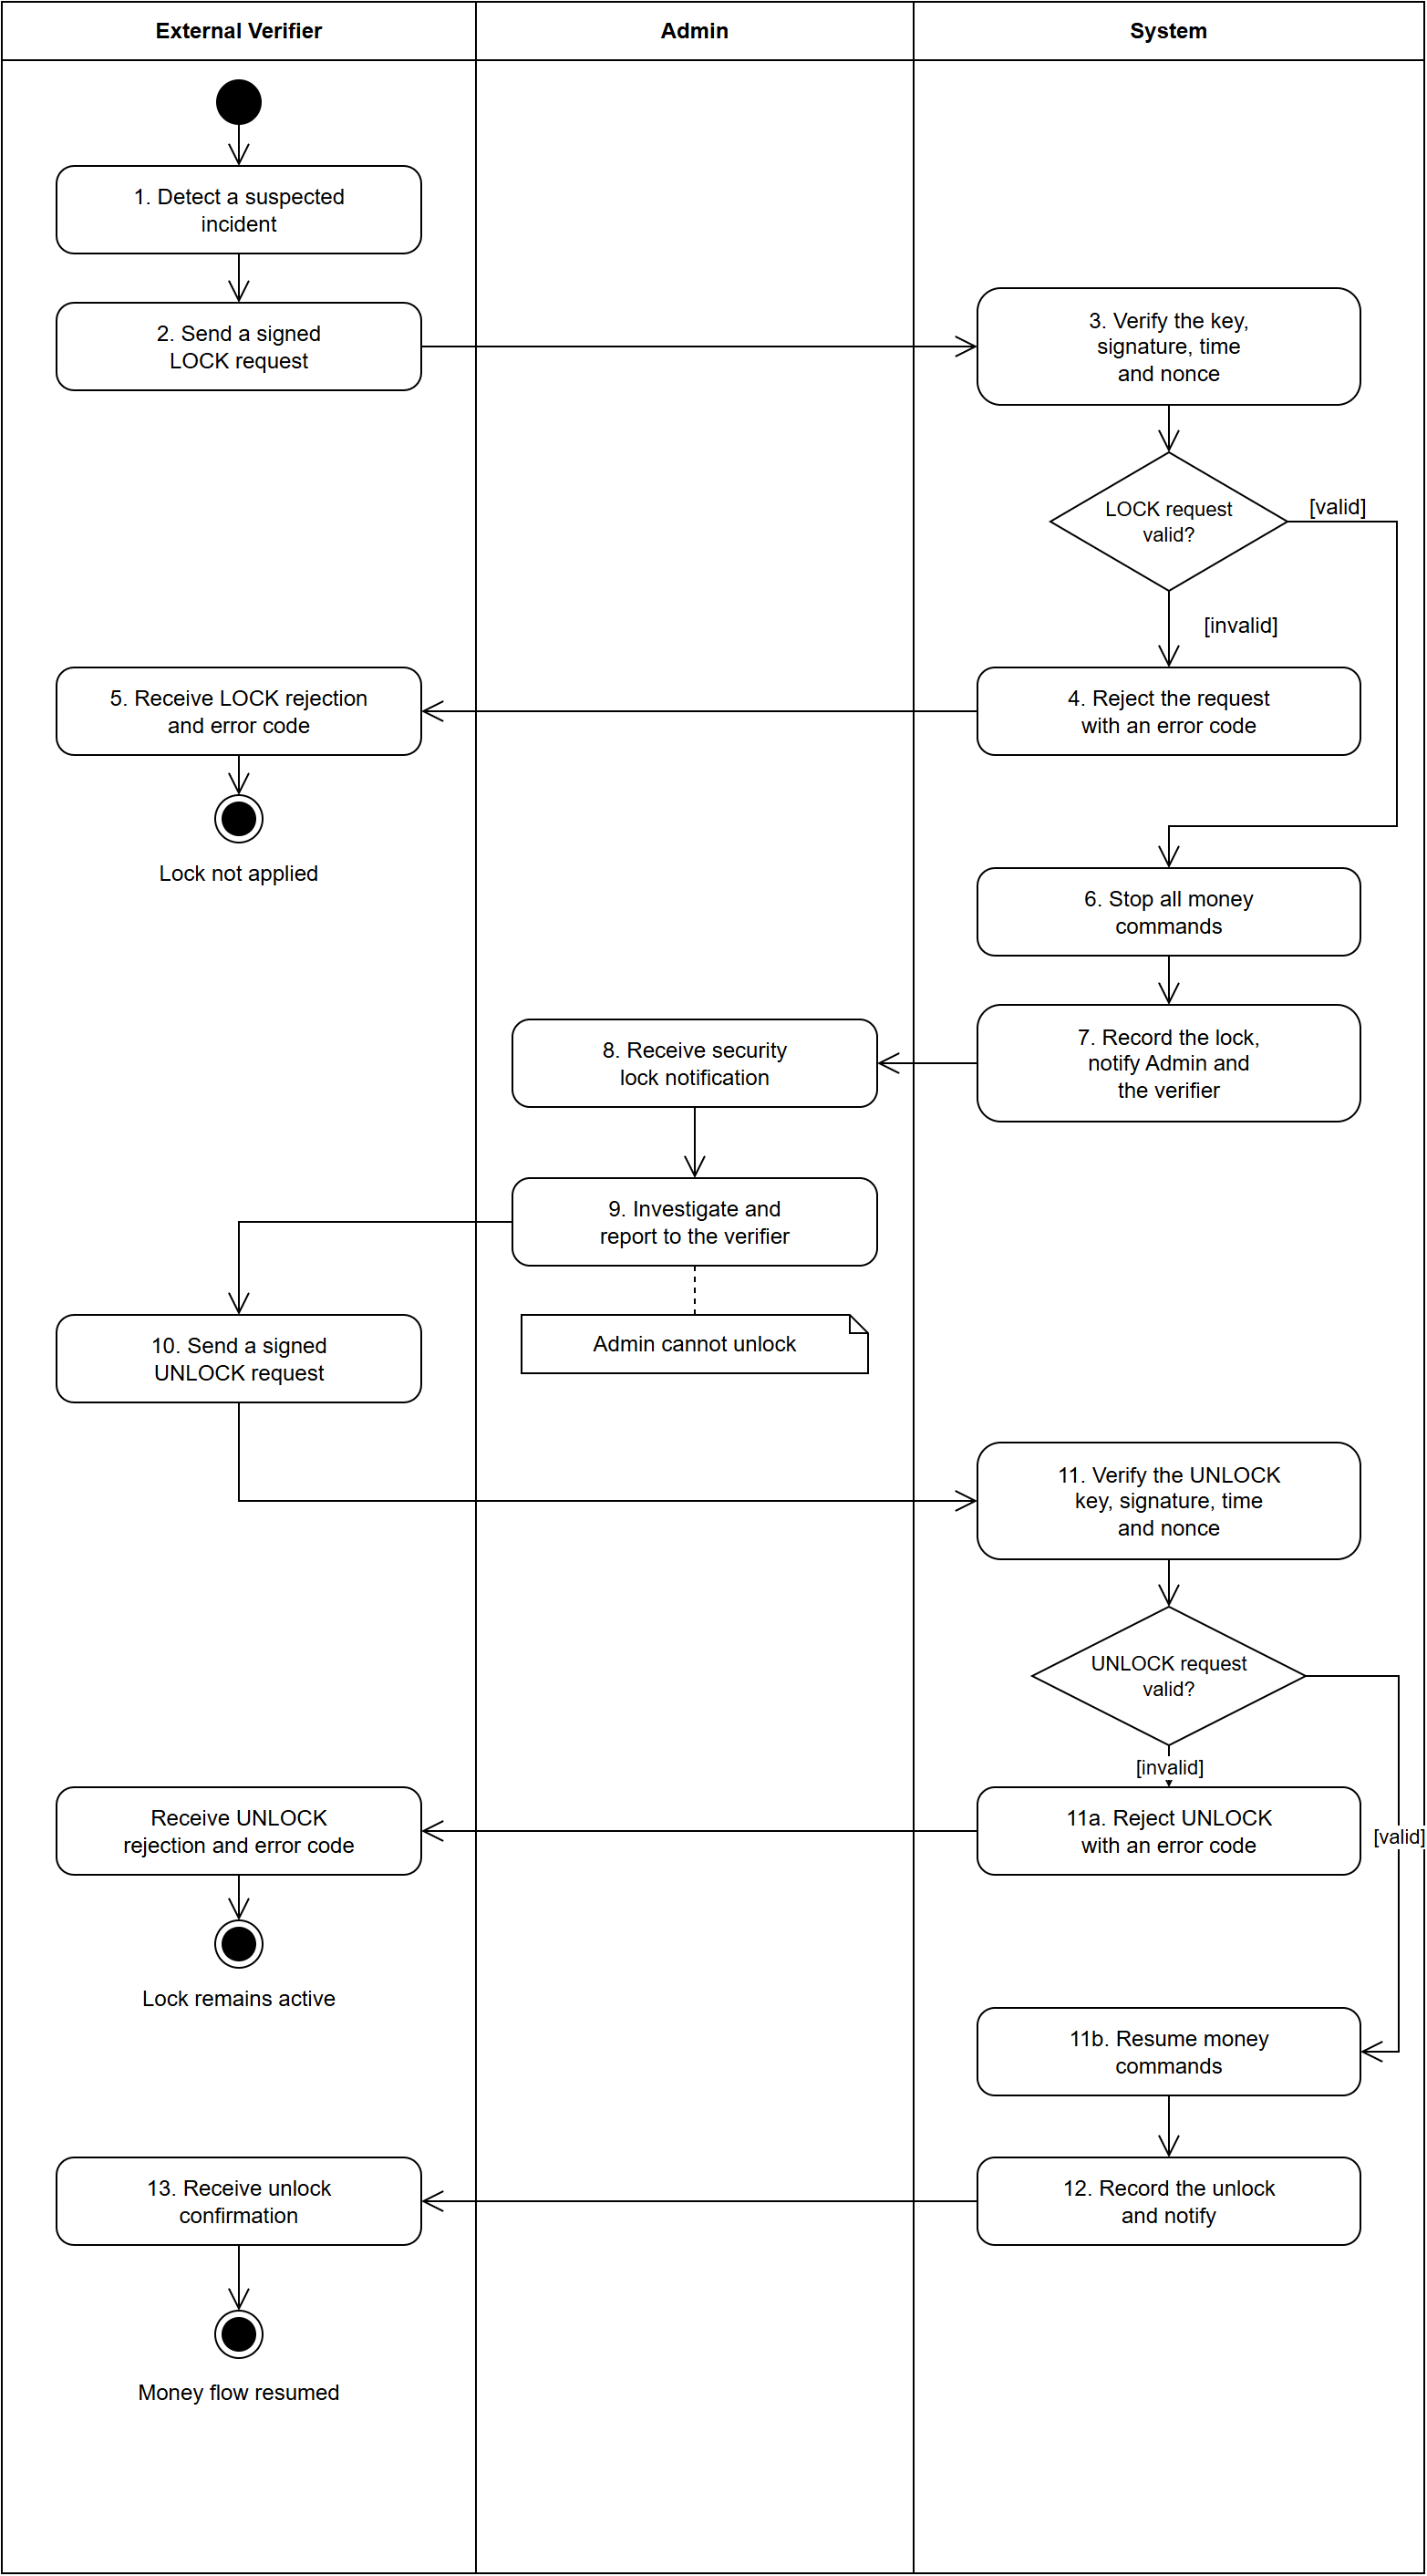 External Verifier
Admin
System
1. Detect a suspected
incident
2. Send a signed
LOCK request
3. Verify the key,
signature, time
and nonce
LOCK request
valid?
[valid]
[invalid]
4. Reject the request
with an error code
5. Receive LOCK rejection
and error code
Lock not applied
6. Stop all money
commands
7. Record the lock,
notify Admin and
the verifier
8. Receive security
lock notification
9. Investigate and
report to the verifier
Admin cannot unlock
10. Send a signed
UNLOCK request
11. Verify the UNLOCK
key, signature, time
and nonce
UNLOCK request
valid?
[invalid]
[valid]
11a. Reject UNLOCK
with an error code
Receive UNLOCK
rejection and error code
Lock remains active
11b. Resume money
commands
12. Record the unlock
and notify
13. Receive unlock
confirmation
Money flow resumed